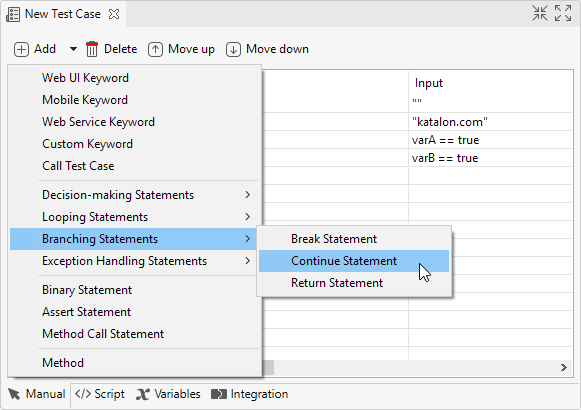 New Test Case
Add Delete Move up Move down
Web UI Keyword
Mobile Keyword
Web Service Keyword
Custom Keyword
Call Test Case
Decision-making Statements
Looping Statements
Branching Statements
Exception Handling Statements
Binary Statement
Assert Statement
Method Call Statement
Method
Break Statement
Continue Statement
Return Statement
Input
""
"katalon.com"
varA == true
varB == true
Manual </> Script Variables Integration